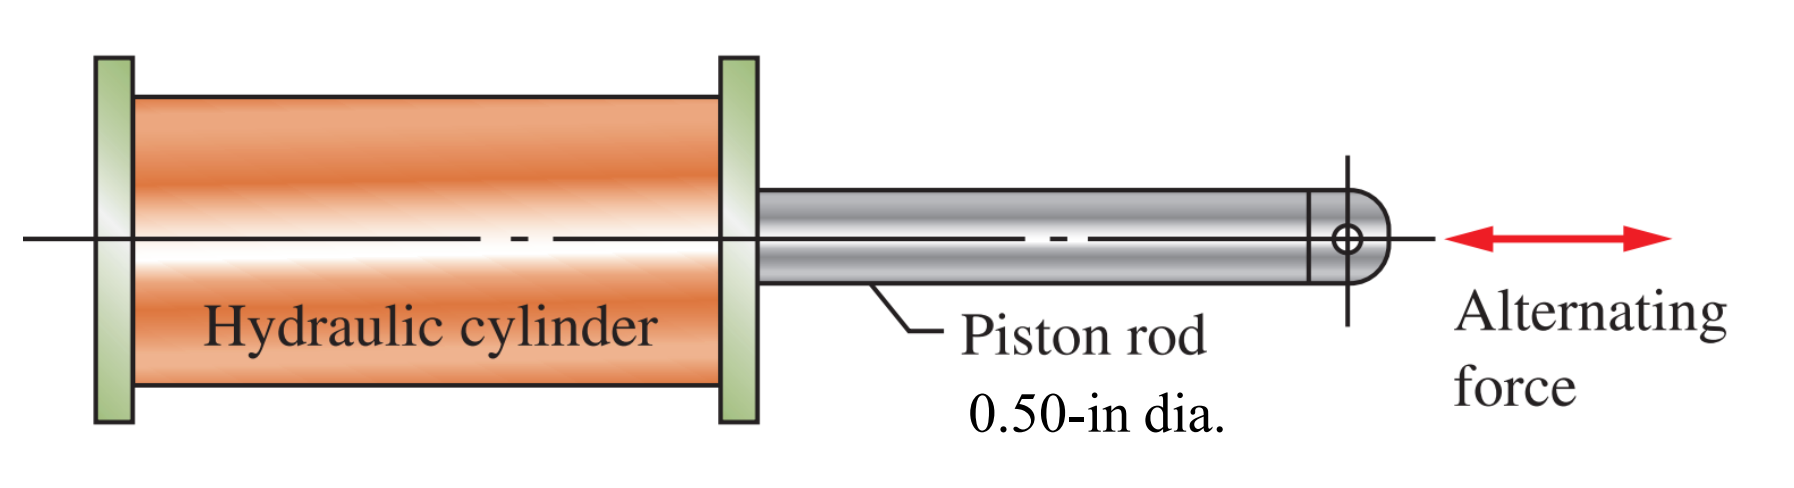 Hydraulic cylinder
Piston rod
0.50-in dia.
Alternating
force